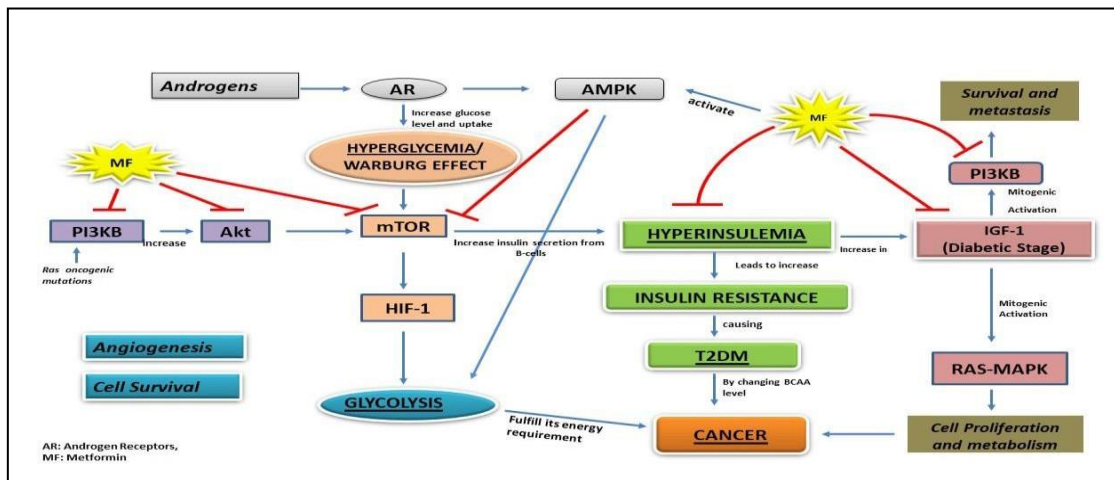 Androgens
AR
AMPK
activate
MF
Survival and
metastasis
Increase glucose
level and uptake
MF
HYPERGLYCEMIA/
WARBURG EFFECT
PI3KB
Mitogenic
Activation
PI3KB
Increase
Akt
mTOR
Increase insulin secretion from
B-cells
HYPERINSULEMIA
Increase in
IGF-1
(Diabetic Stage)
Ras oncogenic
mutations
Leads to increase
HIF-1
INSULIN RESISTANCE
Mitogenic
Activation
causing
Angiogenesis
T2DM
RAS-MAPK
Cell Survival
By changing BCAA
level
GLYCOLYSIS
Fulfill its energy
requirement
CANCER
Cell Proliferation
and metabolism
AR: Androgen Receptors,
MF: Metformin